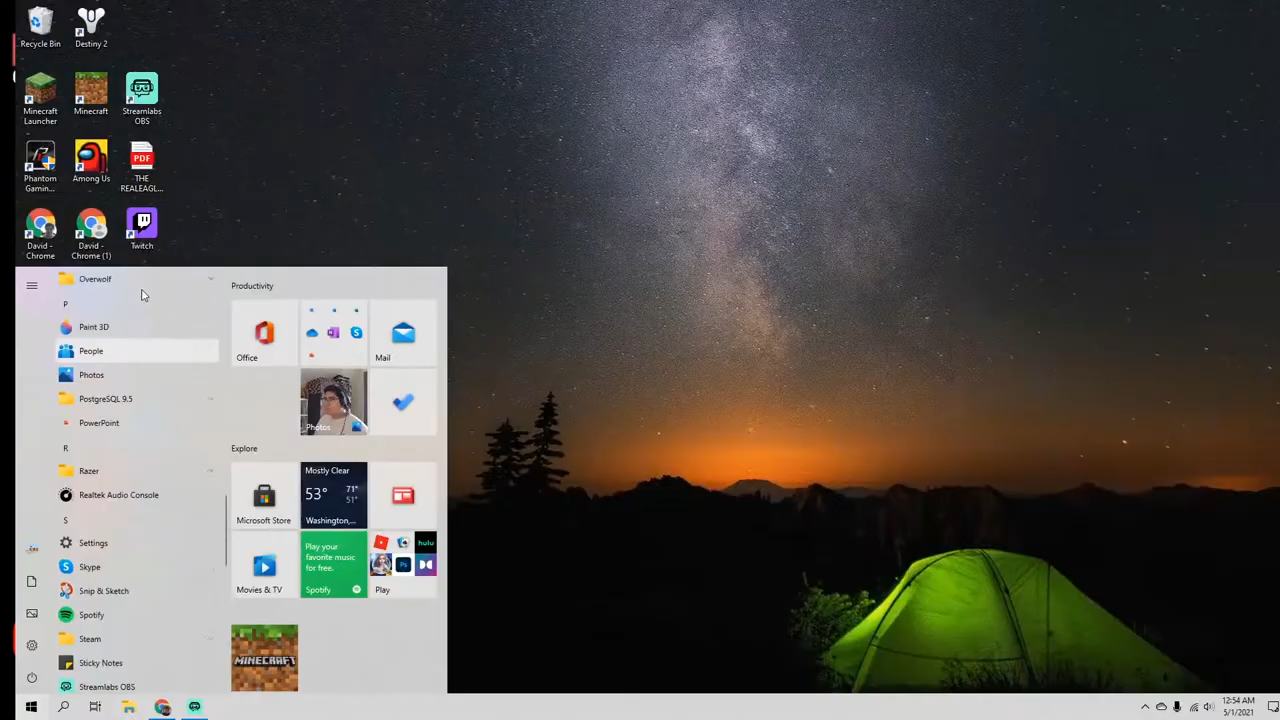 Recycle Bin
Destiny 2
Minecraft
Launcher
Minecraft
Streamlabs
OBS
Phantom
Gamin...
Among Us
PDF
THE
REALEAGL...
David -
Chrome
David -
Chrome (1)
Twitch
Overwolf
P
Paint 3D
People
Photos
PostgreSQL 9.5
PowerPoint
R
Razer
Realtek Audio Console
S
Settings
Skype
Snip & Sketch
Spotify
Steam
Sticky Notes
Streamlabs OBS
Productivity
Office
Mail
Photos
Explore
Microsoft Store
Mostly Clear
53° 71°
51°
Washington,...
Movies & TV
Play your
favorite music
for free.
Spotify
hulu
Ps
Play
MINECRAFT
12:54 AM
5/1/2021